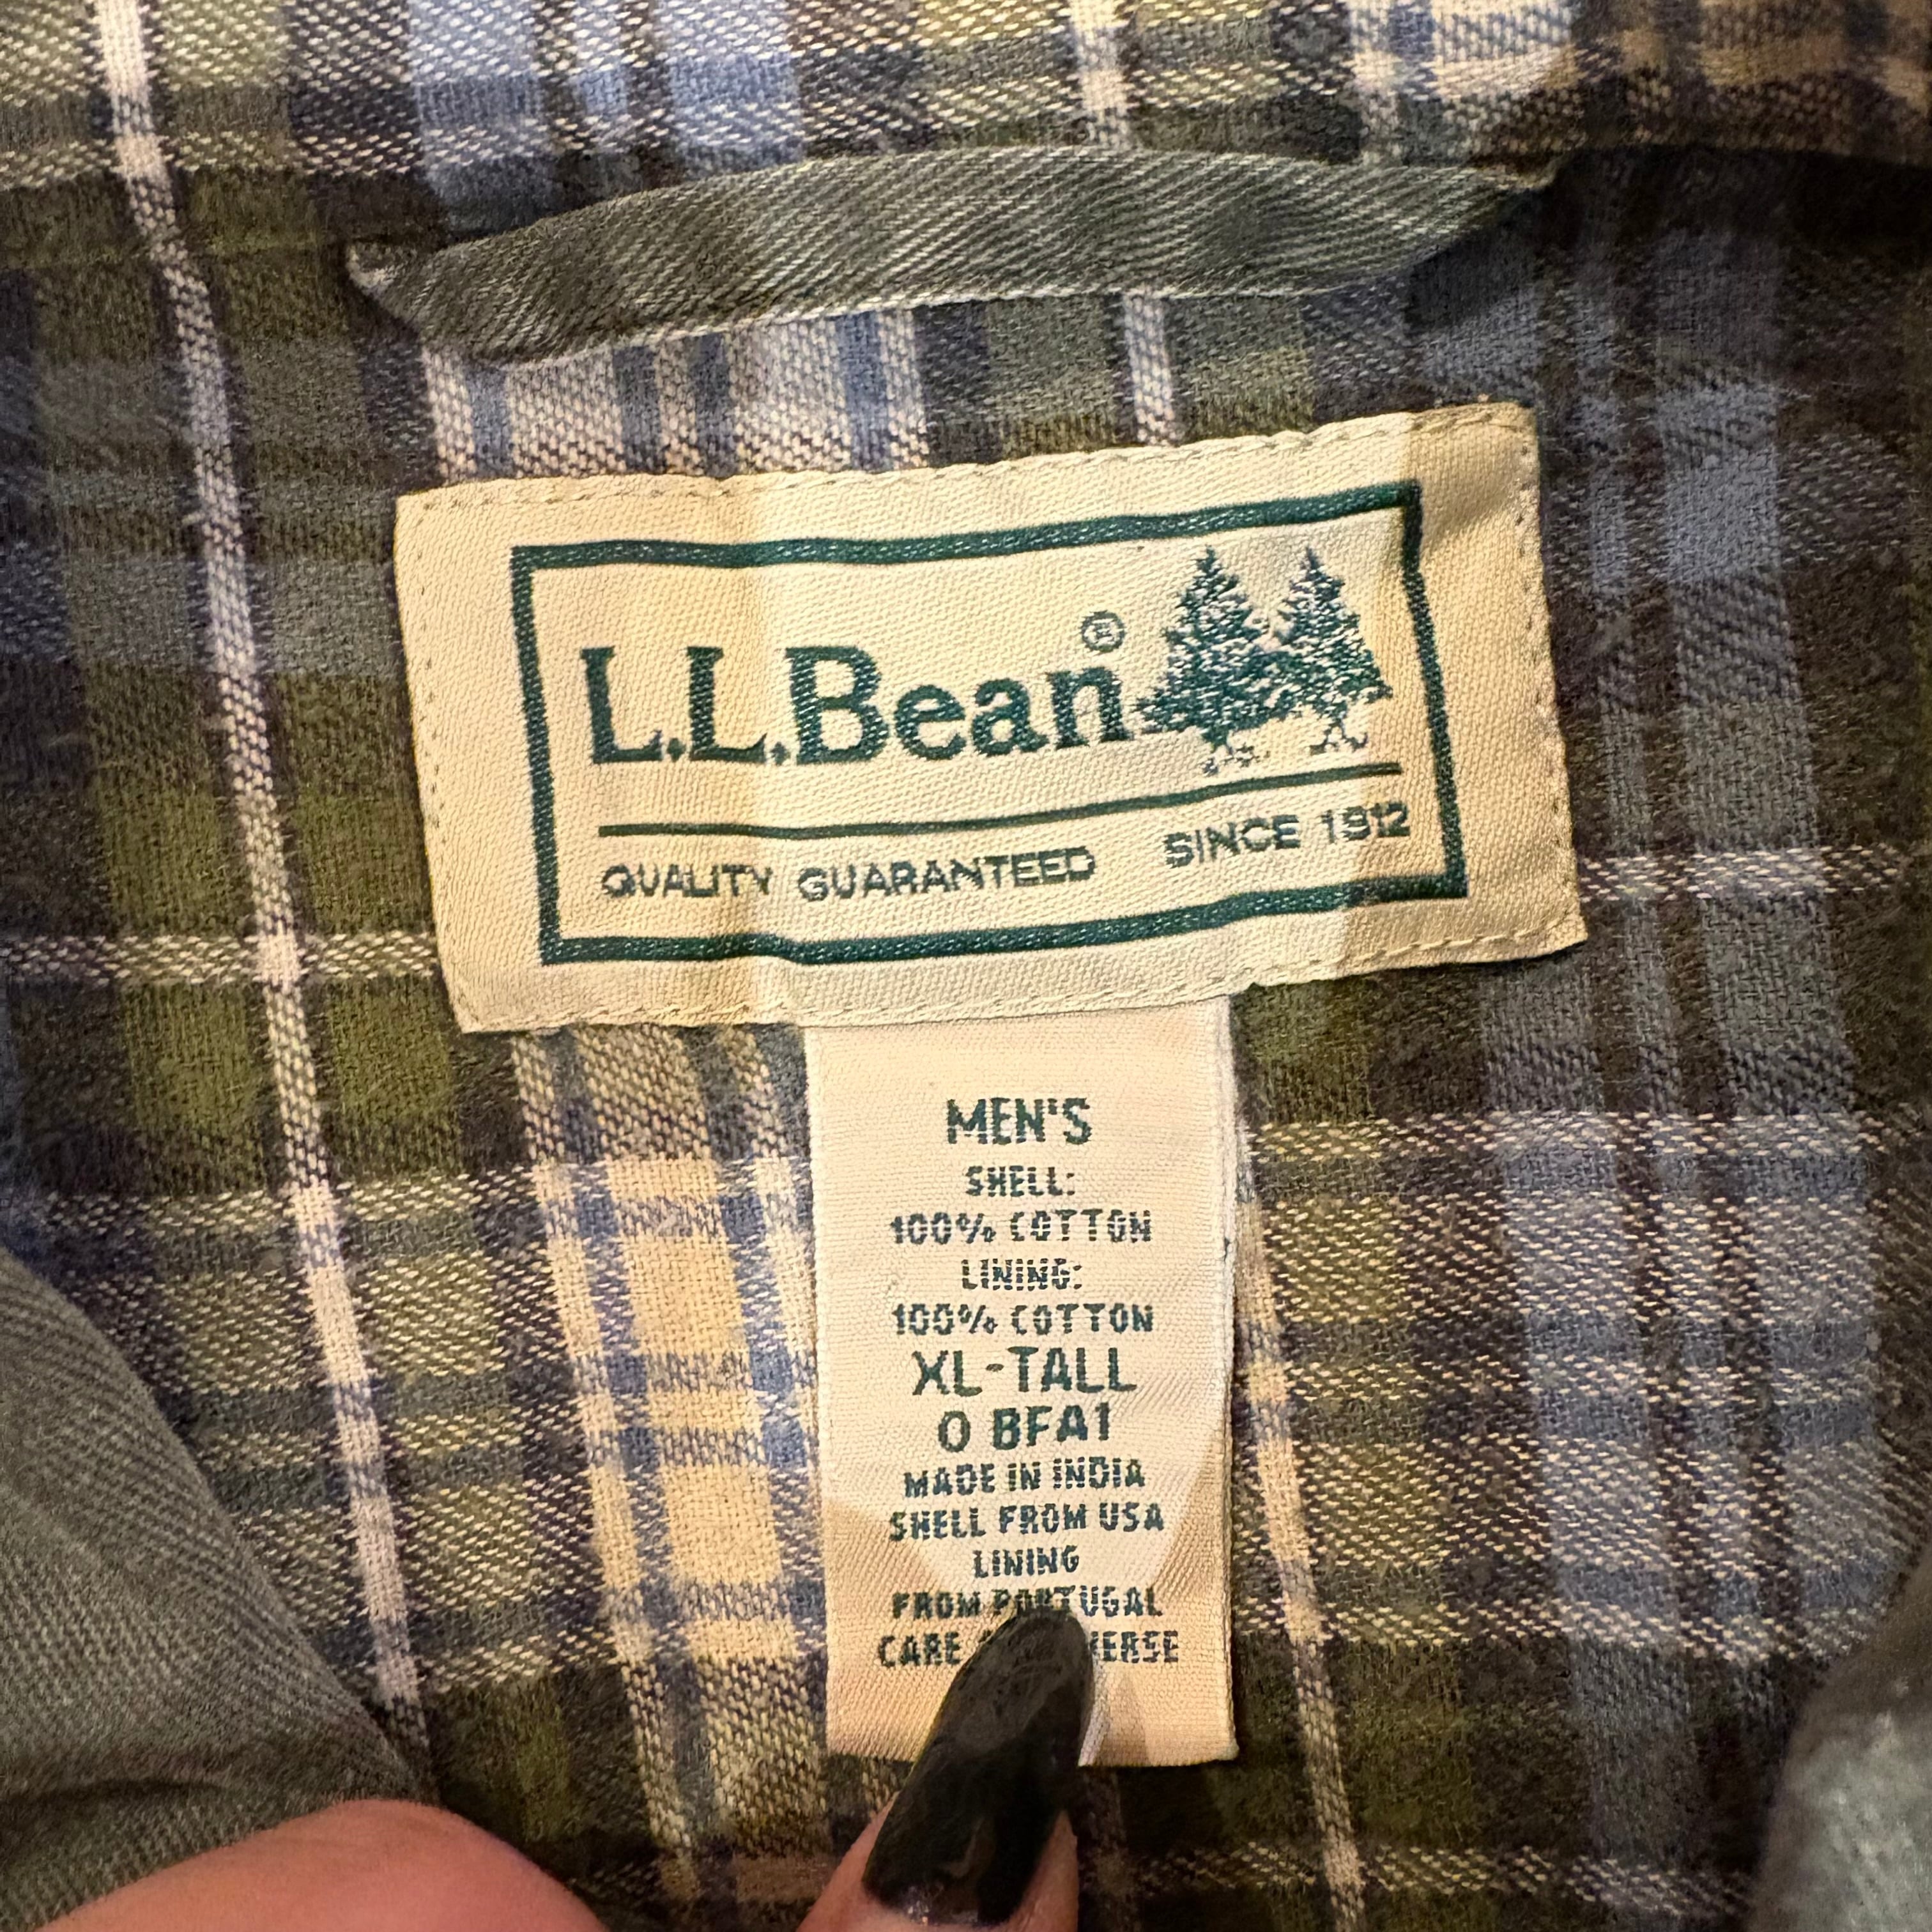 L.L.Bean®
QUALITY GUARANTEED SINCE 1912
MEN'S
SHELL:
100% COTTON
LINING:
100% COTTON
XL-TALL
0 BFA1
MADE IN INDIA
SHELL FROM USA
LINING
FROM PORTUGAL
CARE